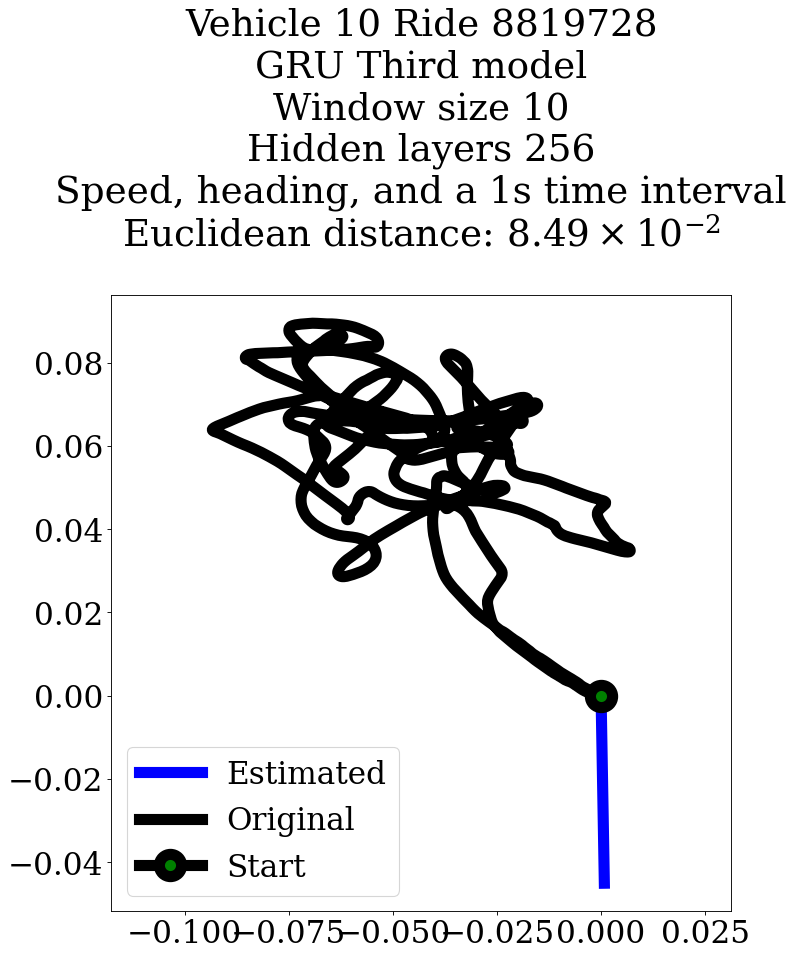 Vehicle 10 Ride 8819728
GRU Third model
Window size 10
Hidden layers 256
Speed, heading, and a 1s time interval
Euclidean distance: 8.49 × 10⁻²
0.08
0.06
0.04
0.02
0.00
−0.02
−0.04
Estimated
Original
Start
−0.100 −0.075 −0.050 −0.025 0.000 0.025